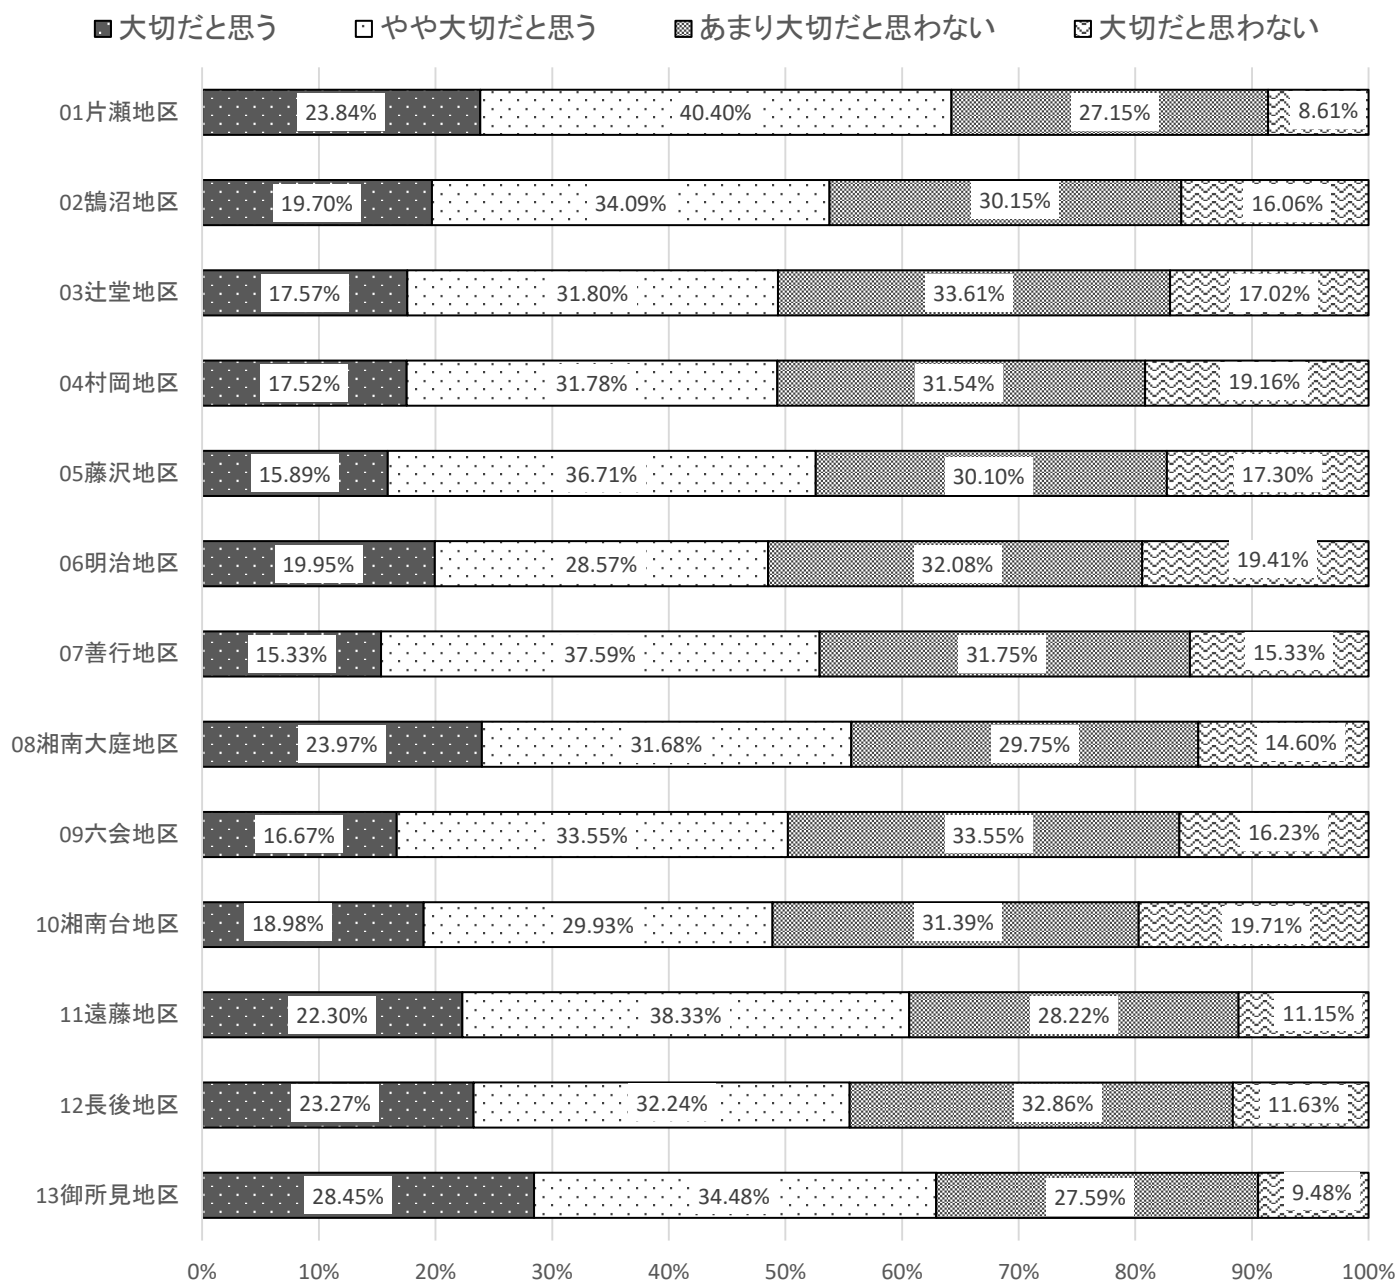 大切だと思う やや大切だと思う あまり大切だと思わない 大切だと思わない
01片瀬地区 23.84% 40.40% 27.15% 8.61%
02鵠沼地区 19.70% 34.09% 30.15% 16.06%
03辻堂地区 17.57% 31.80% 33.61% 17.02%
04村岡地区 17.52% 31.78% 31.54% 19.16%
05藤沢地区 15.89% 36.71% 30.10% 17.30%
06明治地区 19.95% 28.57% 32.08% 19.41%
07善行地区 15.33% 37.59% 31.75% 15.33%
08湘南大庭地区 23.97% 31.68% 29.75% 14.60%
09六会地区 16.67% 33.55% 33.55% 16.23%
10湘南台地区 18.98% 29.93% 31.39% 19.71%
11遠藤地区 22.30% 38.33% 28.22% 11.15%
12長後地区 23.27% 32.24% 32.86% 11.63%
13御所見地区 28.45% 34.48% 27.59% 9.48%
0% 10% 20% 30% 40% 50% 60% 70% 80% 90% 100%